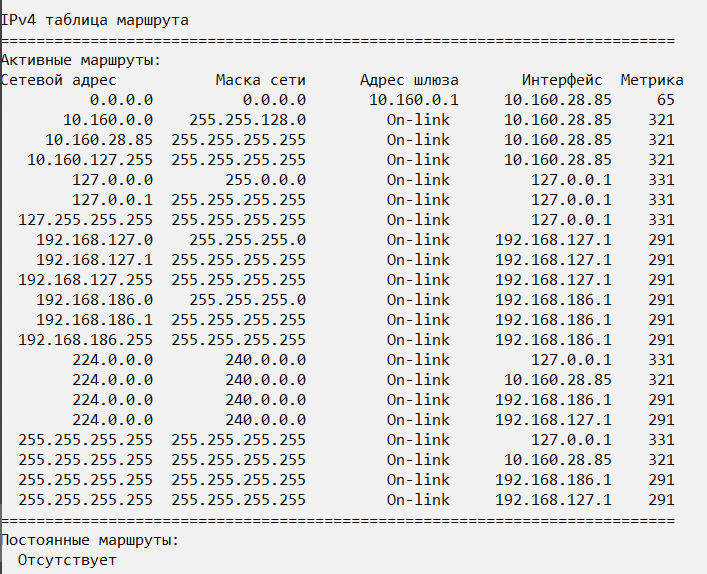 IPv4 таблица маршрута
===========================================================================
Активные маршруты:
Сетевой адрес           Маска сети      Адрес шлюза       Интерфейс  Метрика
          0.0.0.0          0.0.0.0       10.160.0.1     10.160.28.85     65
       10.160.0.0    255.255.128.0         On-link      10.160.28.85    321
     10.160.28.85  255.255.255.255         On-link      10.160.28.85    321
   10.160.127.255  255.255.255.255         On-link      10.160.28.85    321
        127.0.0.0        255.0.0.0         On-link         127.0.0.1    331
        127.0.0.1  255.255.255.255         On-link         127.0.0.1    331
  127.255.255.255  255.255.255.255         On-link         127.0.0.1    331
    192.168.127.0    255.255.255.0         On-link     192.168.127.1    291
    192.168.127.1  255.255.255.255         On-link     192.168.127.1    291
  192.168.127.255  255.255.255.255         On-link     192.168.127.1    291
    192.168.186.0    255.255.255.0         On-link     192.168.186.1    291
    192.168.186.1  255.255.255.255         On-link     192.168.186.1    291
  192.168.186.255  255.255.255.255         On-link     192.168.186.1    291
        224.0.0.0        240.0.0.0         On-link         127.0.0.1    331
        224.0.0.0        240.0.0.0         On-link      10.160.28.85    321
        224.0.0.0        240.0.0.0         On-link     192.168.186.1    291
        224.0.0.0        240.0.0.0         On-link     192.168.127.1    291
  255.255.255.255  255.255.255.255         On-link         127.0.0.1    331
  255.255.255.255  255.255.255.255         On-link      10.160.28.85    321
  255.255.255.255  255.255.255.255         On-link     192.168.186.1    291
  255.255.255.255  255.255.255.255         On-link     192.168.127.1    291
===========================================================================
Постоянные маршруты:
  Отсутствует